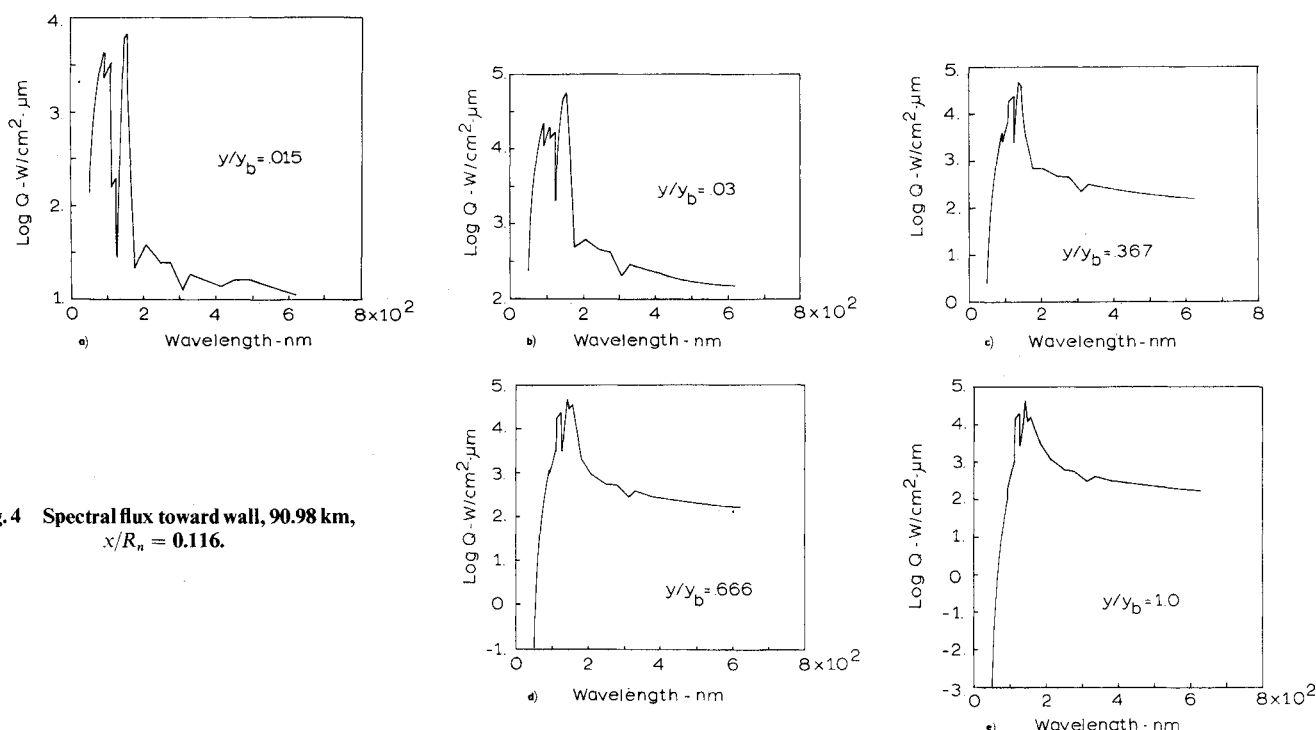 4.
3.
2.
1.
Log Q - W/cm²·μm
y/y_b = .015
0 2 4 6 8×10²
a) Wavelength - nm
5.
4.
3.
2
Log Q - W/cm²·μm
y/y_b = .03
0 2 4 6 8
b) Wavelength - nm
5.
4.
3.
2.
1.
0
Log Q - W/cm²·μm
y/y_b = .367
0 2 4 6 8
c) Wavelength - nm
4 Spectral flux toward wall, 90.98 km,
x/R_n = 0.116.
5.
4.
3.
2.
1.
0
-1.
Log Q - W/cm²·μm
y/y_b = .666
0 2 4 6 8×10²
d) Wavelength - nm
5.
4.
3.
2.
1.
0
-1.
-2.
-3.
Log Q - W/cm²·μm
y/y_b = 1.0
0 2 4 6 8×10²
e) Wavelength - nm